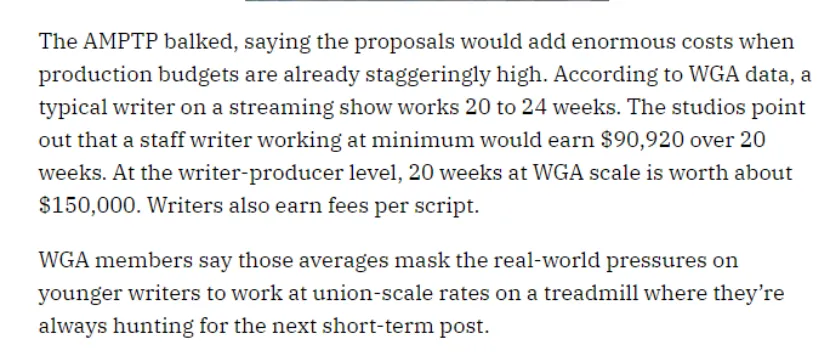 The AMPTP balked, saying the proposals would add enormous costs when
production budgets are already staggeringly high. According to WGA data, a
typical writer on a streaming show works 20 to 24 weeks. The studios point
out that a staff writer working at minimum would earn $90,920 over 20
weeks. At the writer-producer level, 20 weeks at WGA scale is worth about
$150,000. Writers also earn fees per script.
WGA members say those averages mask the real-world pressures on
younger writers to work at union-scale rates on a treadmill where they’re
always hunting for the next short-term post.